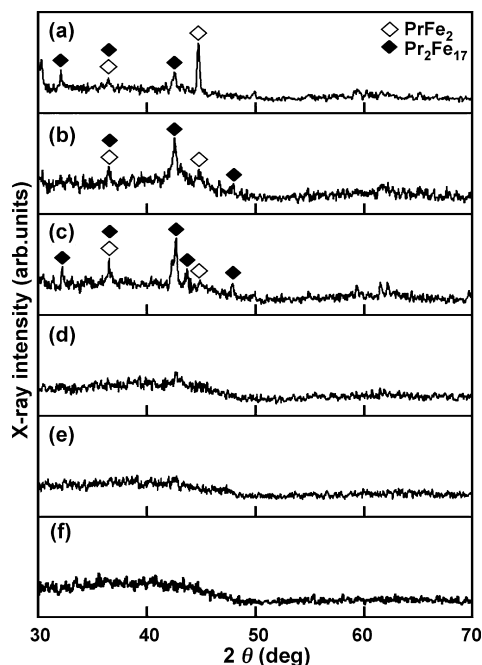 (a)
◇ PrFe₂
◆ Pr₂Fe₁₇
(b)
(c)
(d)
(e)
(f)
X-ray intensity (arb.units)
30 40 50 60 70
2 θ (deg)